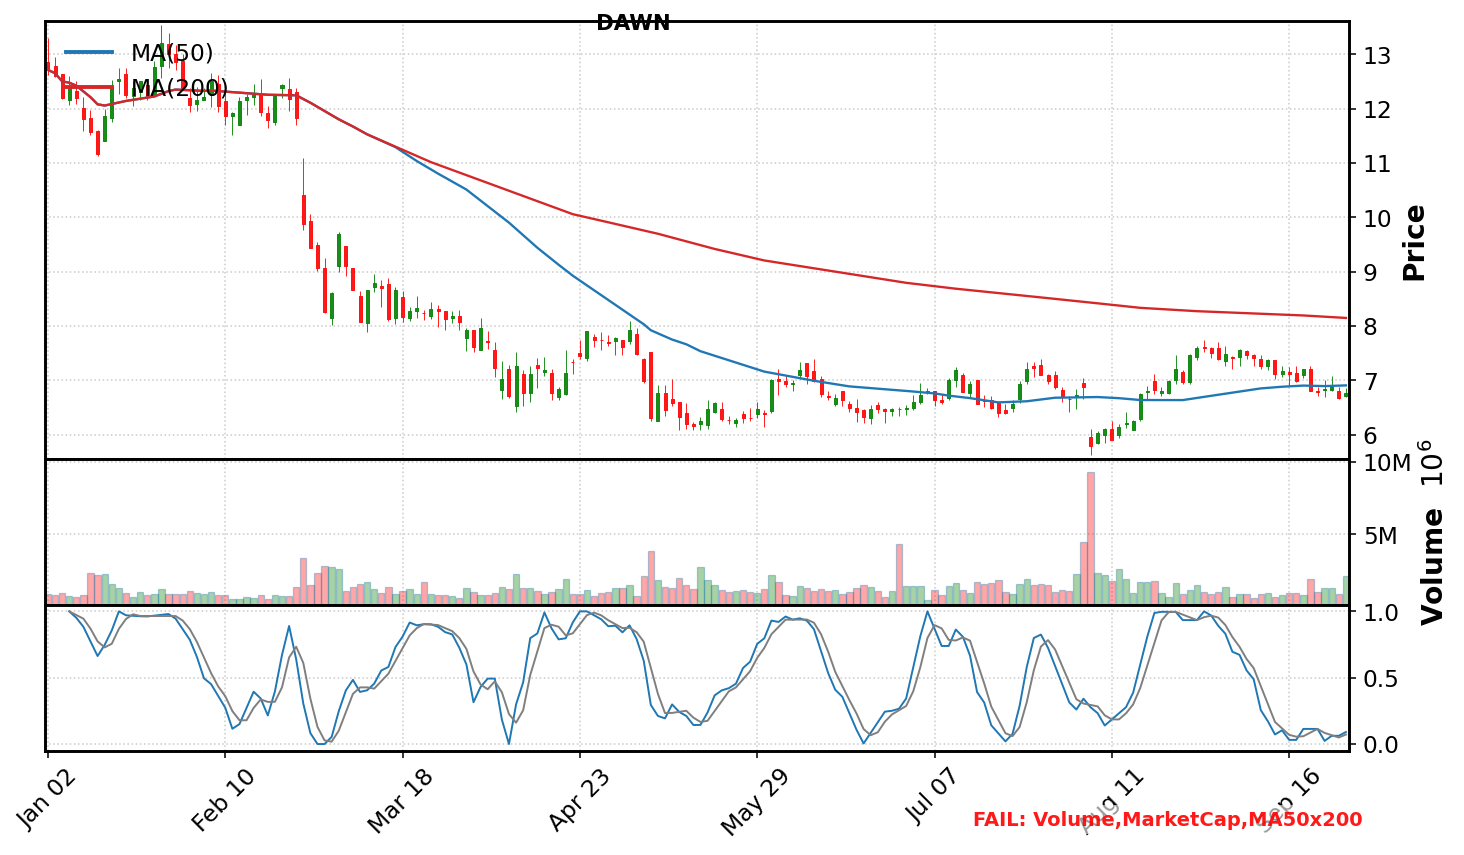 DAWN
MA(50)
MA(200)
13
12
11
10
9
8
7
6
Price
10M
5M
Volume 10^6
1.0
0.5
0.0
Jan 02
Feb 10
Mar 18
Apr 23
May 29
Jul 07
Aug 11
Sep 16
FAIL: Volume,MarketCap,MA50x200